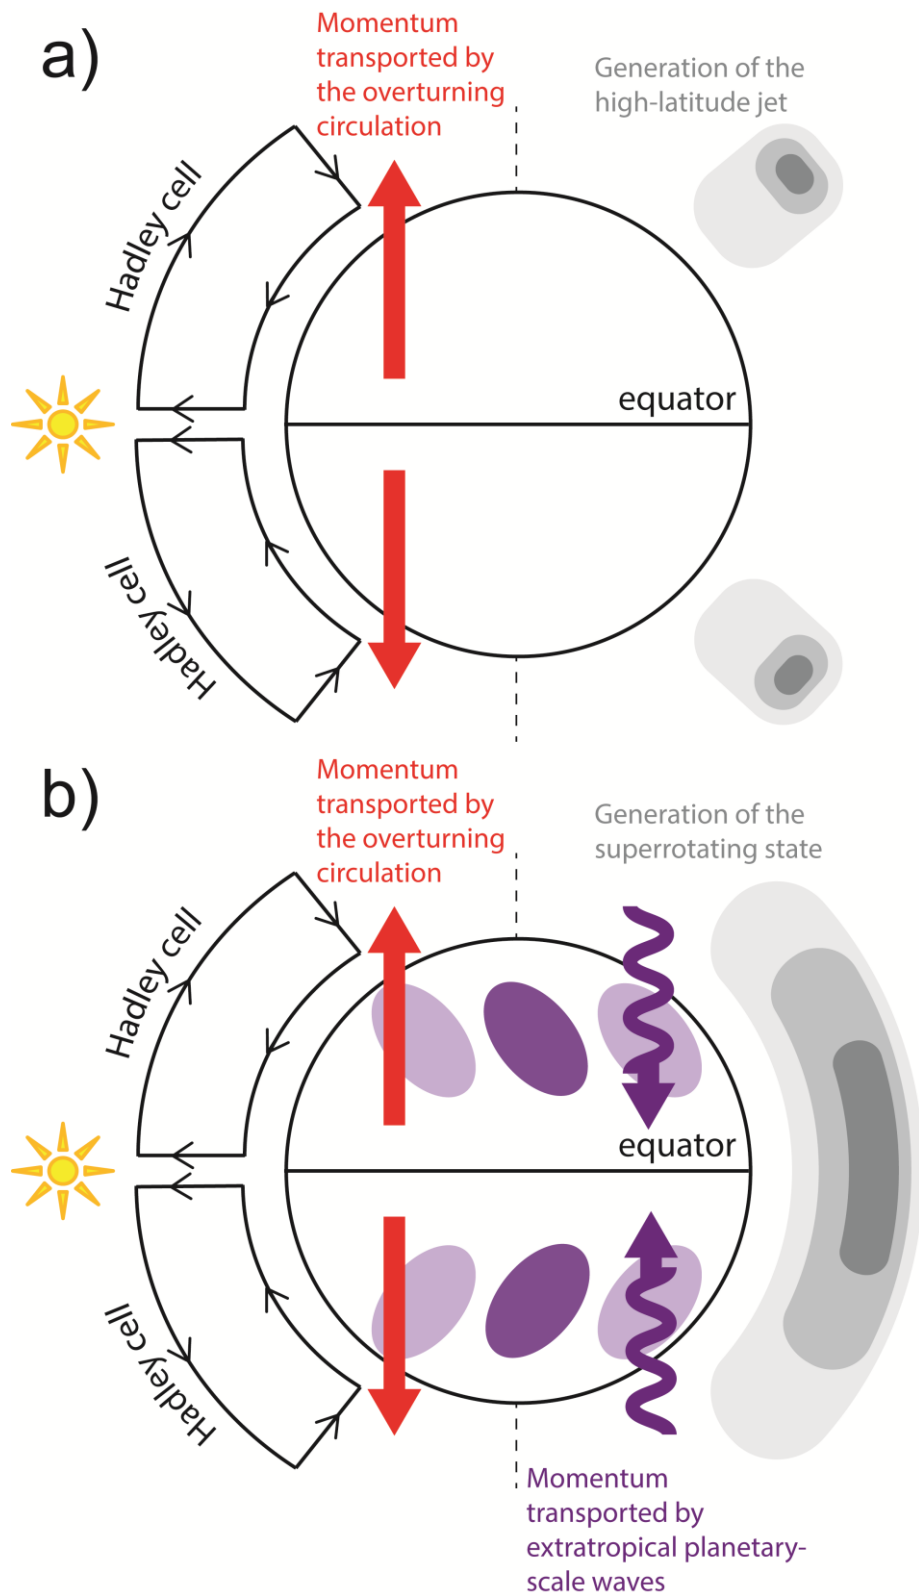 a)
Momentum
transported by
the overturning
circulation
Generation of the
high-latitude jet
Hadley cell
equator
Hadley cell
b)
Momentum
transported by
the overturning
circulation
Generation of the
superrotating state
Hadley cell
equator
Hadley cell
Momentum
transported by
extratropical planetary-
scale waves